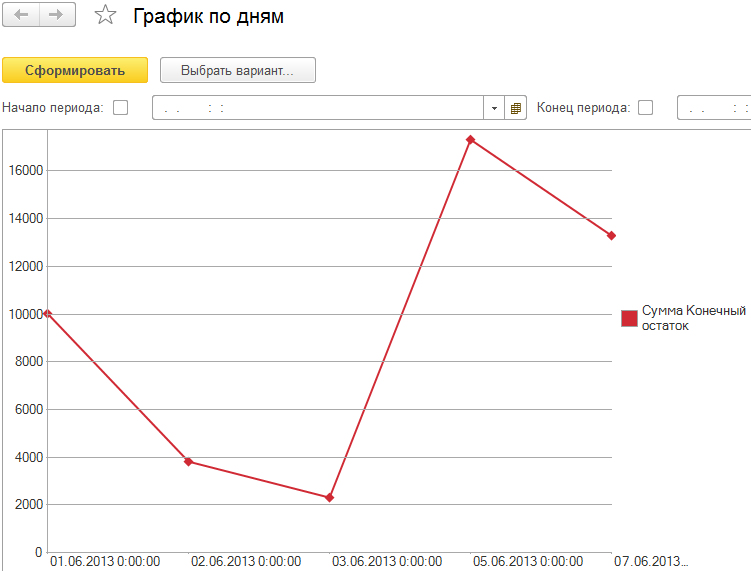 График по дням
Сформировать
Выбрать вариант...
Начало периода:
. . : :
Конец периода:
. . : :
16000
14000
12000
10000
8000
6000
4000
2000
0
01.06.2013 0:00:00
02.06.2013 0:00:00
03.06.2013 0:00:00
05.06.2013 0:00:00
07.06.2013...
Сумма Конечный
остаток